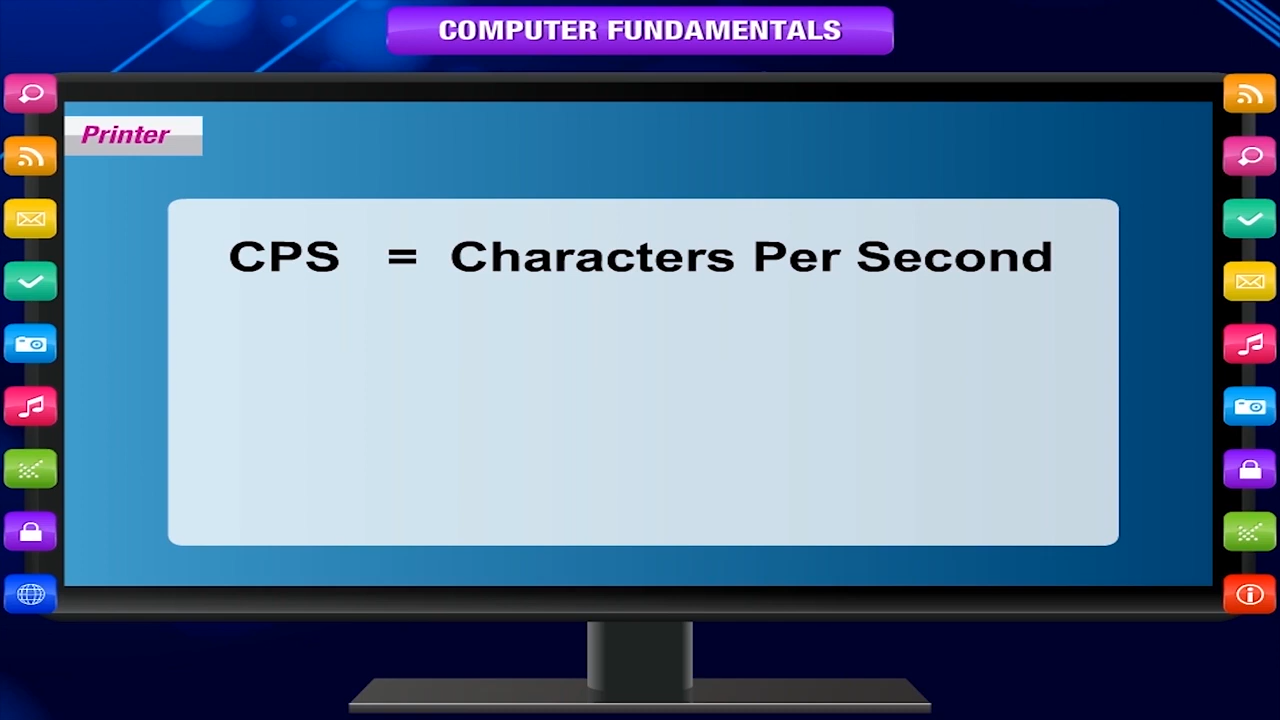 COMPUTER FUNDAMENTALS
Printer
CPS = Characters Per Second